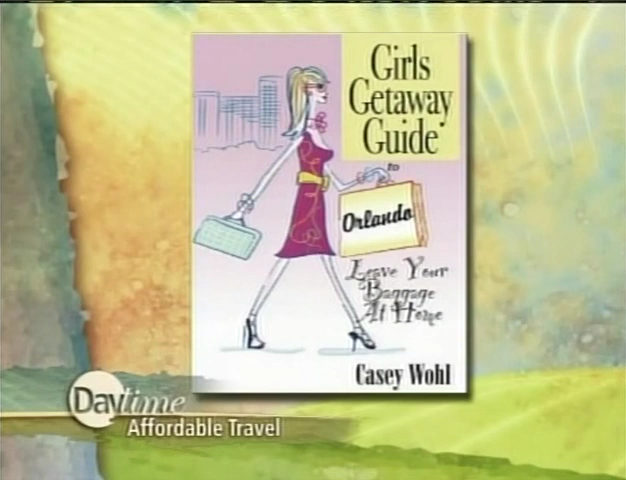 Girls
Getaway
Guide
to
Orlando
Leave Your
Baggage
At Home
Casey Wohl
Daytime
Affordable Travel